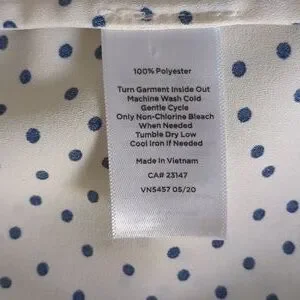 100% Polyester
Turn Garment Inside Out
Machine Wash Cold
Gentle Cycle
Only Non-Chlorine Bleach
When Needed
Tumble Dry Low
Cool Iron if Needed
Made in Vietnam
CA# 23147
VNS457 05/20